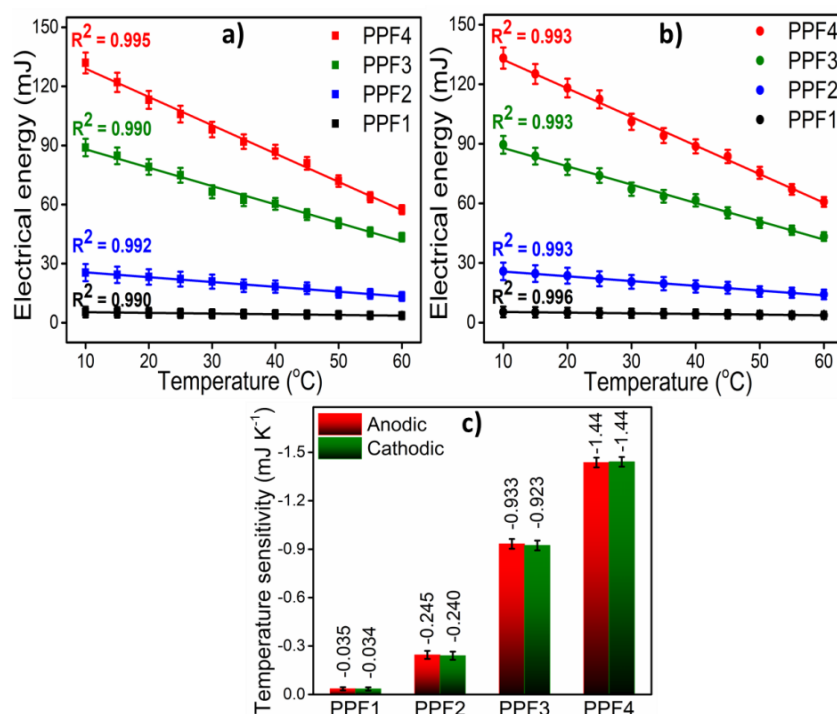 a)
R² = 0.995
R² = 0.990
R² = 0.992
R² = 0.990
PPF4
PPF3
PPF2
PPF1
Electrical energy (mJ)
150
120
90
60
30
0
10 20 30 40 50 60
Temperature (°C)
b)
R² = 0.993
R² = 0.993
R² = 0.993
R² = 0.996
PPF4
PPF3
PPF2
PPF1
Electrical energy (mJ)
150
120
90
60
30
0
10 20 30 40 50 60
Temperature (°C)
c)
Anodic
Cathodic
Temperature sensitivity (mJ K⁻¹)
-1.5
-1.2
-0.9
-0.6
-0.3
0.0
-0.035
-0.034
-0.245
-0.240
-0.933
-0.923
-1.44
-1.44
PPF1 PPF2 PPF3 PPF4